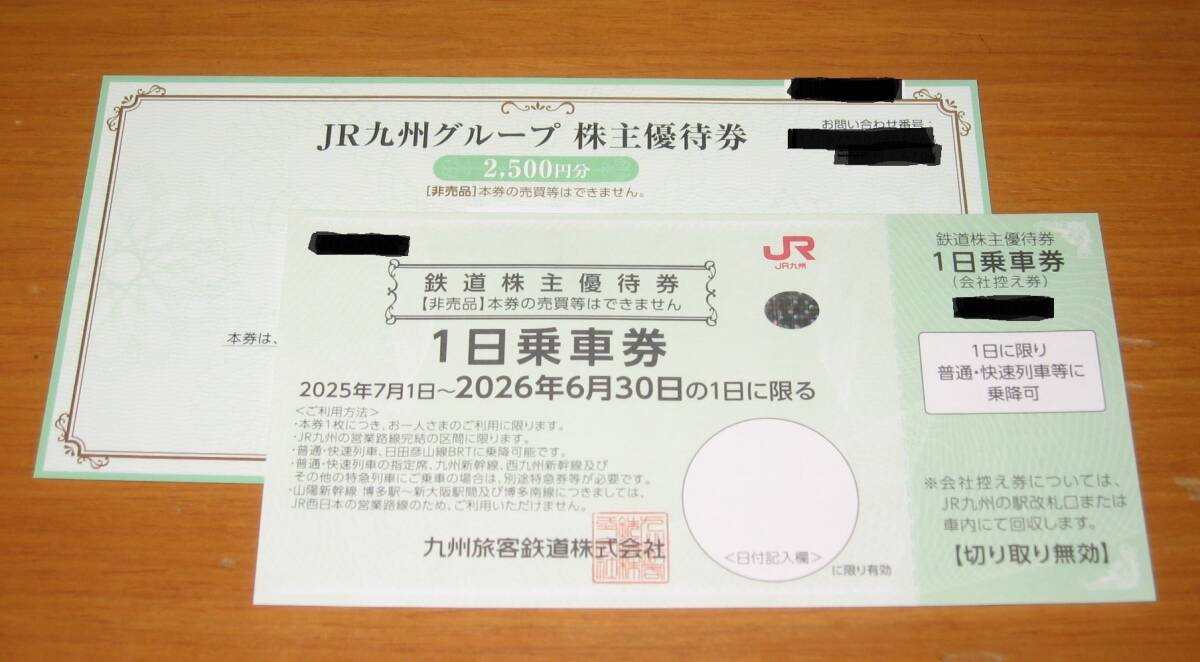 お問い合わせ番号:
JR九州グループ 株主優待券
2,500円分
[非売品]本券の売買等はできません。
本券は、
JR
JR九州
鉄道株主優待券
【非売品】本券の売買等はできません
1日乗車券
2025年7月1日～2026年6月30日の1日に限る
＜ご利用方法＞
・本券1枚につき、お一人さまのご利用に限ります。
・JR九州の営業路線完結の区間に限ります。
・普通・快速列車、日田彦山線BRTに乗降可能です。
・普通・快速列車の指定席、九州新幹線、西九州新幹線及び
その他の特急列車にご乗車の場合は、別途特急券等が必要です。
・山陽新幹線 博多駅～新大阪駅間及び博多南線につきましては、
JR西日本の営業路線のため、ご利用いただけません。
九州旅客鉄道株式会社
＜日付記入欄＞
に限り有効
鉄道株主優待券
1日乗車券
(会社控え券)
1日に限り
普通・快速列車等に
乗降可
※会社控え券については、
JR九州の駅改札口または
車内にて回収します。
【切り取り無効】